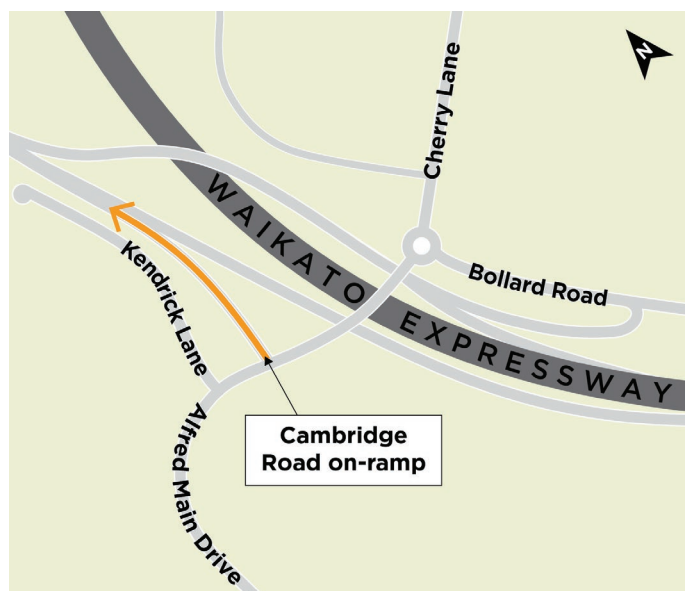 N
Cherry Lane
WAIKATO EXPRESSWAY
Bollard Road
Kendrick Lane
Cambridge
Road on-ramp
Alfred Main Drive